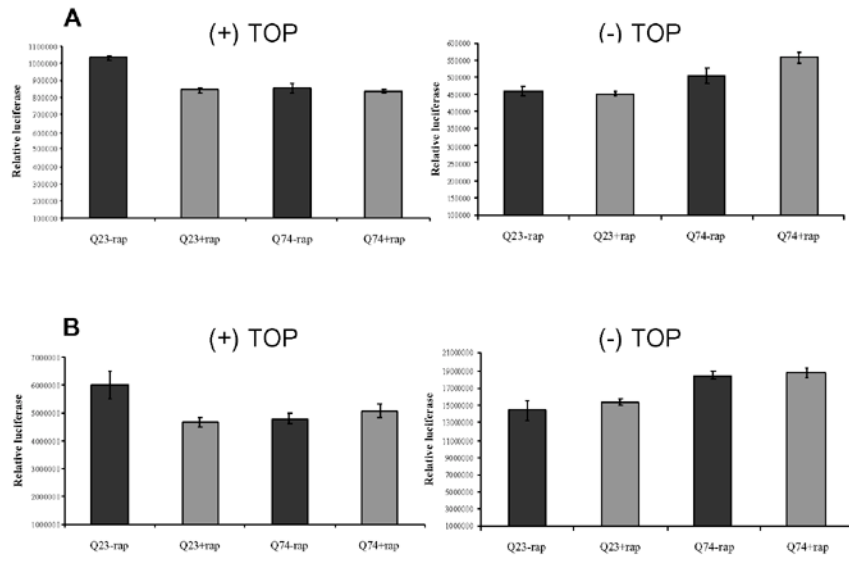 A
(+) TOP
(-) TOP
Relative luciferase
1100000
1000000
900000
800000
700000
600000
500000
400000
300000
200000
100000
Q23-rap Q23+rap Q74-rap Q74+rap
Relative luciferase
600000
550000
500000
450000
400000
350000
300000
250000
200000
150000
100000
Q23-rap Q23+rap Q74-rap Q74+rap
B
(+) TOP
(-) TOP
Relative luciferase
7000000
6000000
5000000
4000000
3000000
2000000
1000000
Q23-rap Q23+rap Q74-rap Q74+rap
Relative luciferase
21000000
19000000
17000000
15000000
13000000
11000000
9000000
7000000
5000000
3000000
1000000
Q23-rap Q23+rap Q74-rap Q74+rap